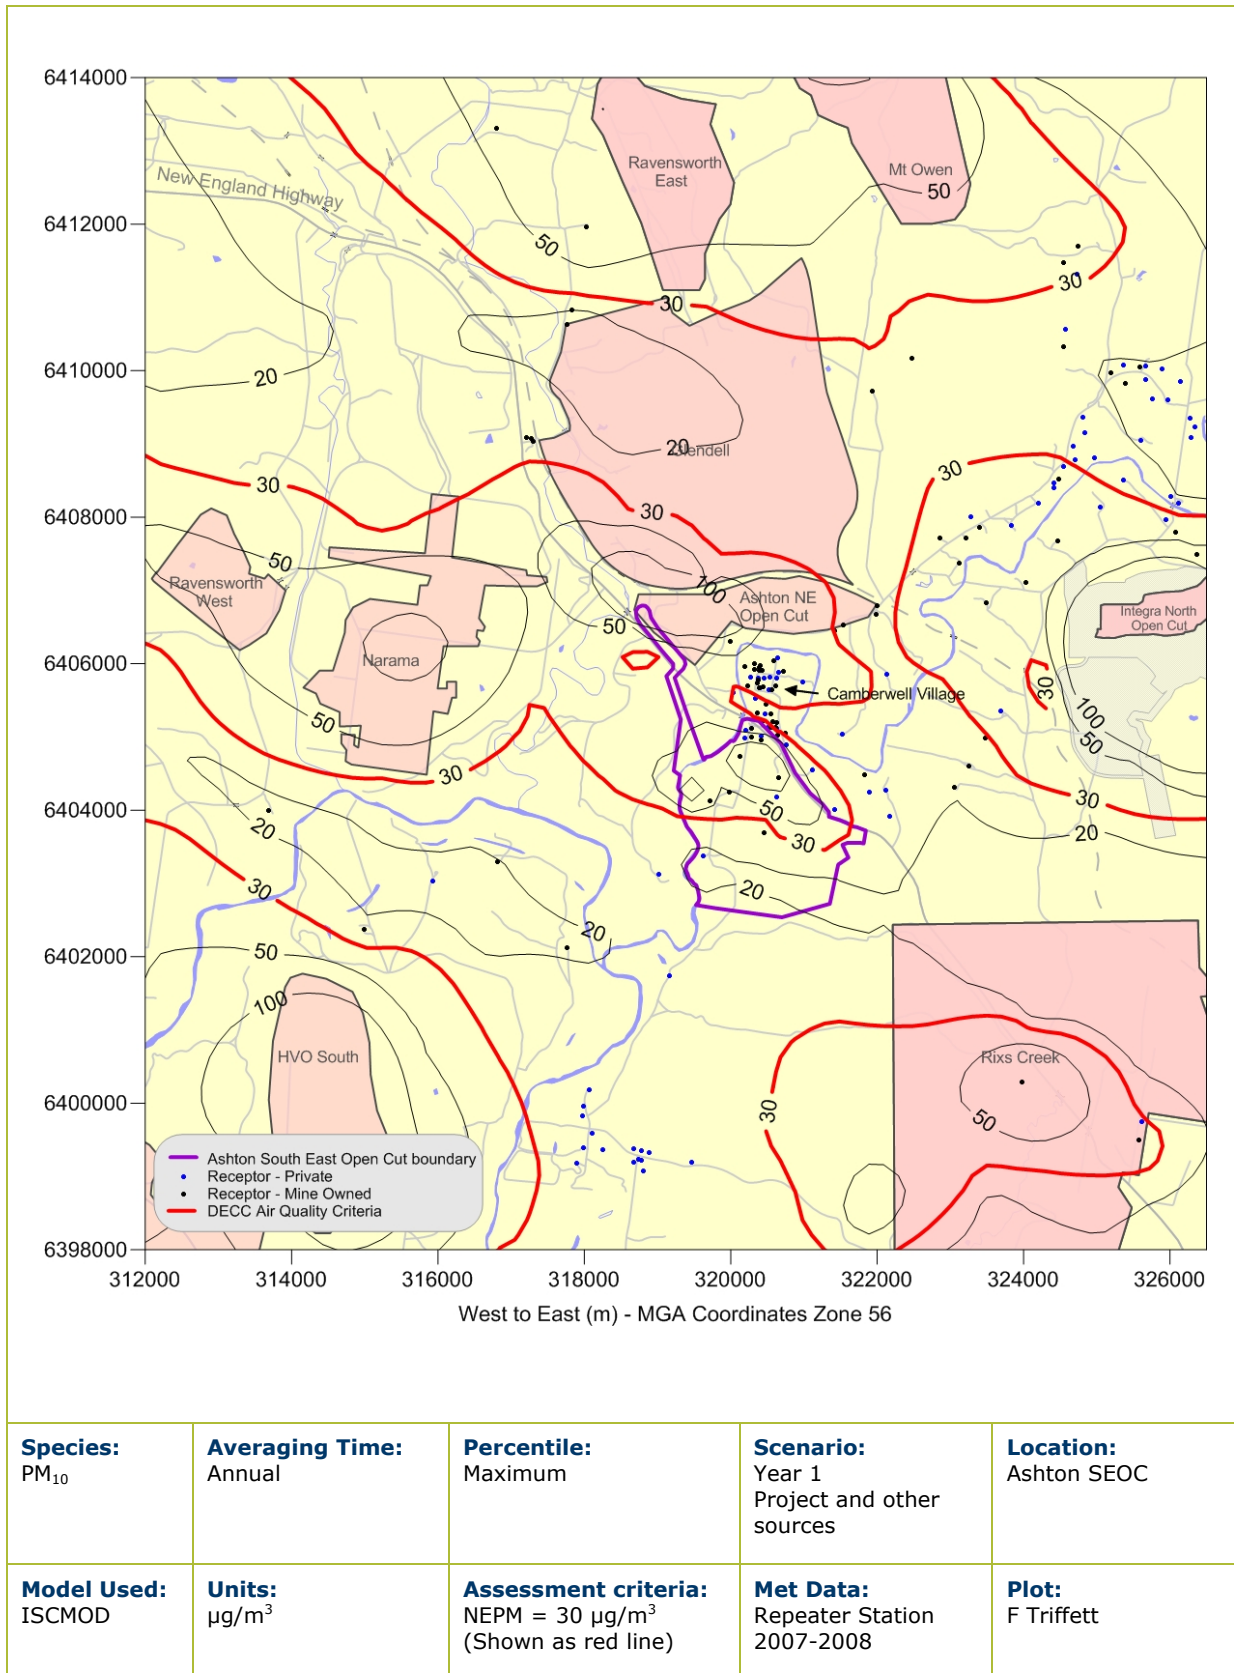 6414000
6412000
6410000
6408000
6406000
6404000
6402000
6400000
6398000
312000
314000
316000
318000
320000
322000
324000
326000
West to East (m) - MGA Coordinates Zone 56
New England Highway
Ravensworth
East
Mt Owen
50
50
30
30
20
20
Glendell
30
30
30
50
100
Ravensworth
West
Narama
50
50
Ashton NE
Open Cut
Integra North
Open Cut
Camberwell Village
30
100
50
30
30
20
20
50
30
20
30
20
50
100
HVO South
Rixs Creek
30
50
Ashton South East Open Cut boundary
Receptor - Private
Receptor - Mine Owned
DECC Air Quality Criteria
Species:
PM10
Averaging Time:
Annual
Percentile:
Maximum
Scenario:
Year 1
Project and other
sources
Location:
Ashton SEOC
Model Used:
ISCMOD
Units:
µg/m³
Assessment criteria:
NEPM = 30 µg/m³
(Shown as red line)
Met Data:
Repeater Station
2007-2008
Plot:
F Triffett